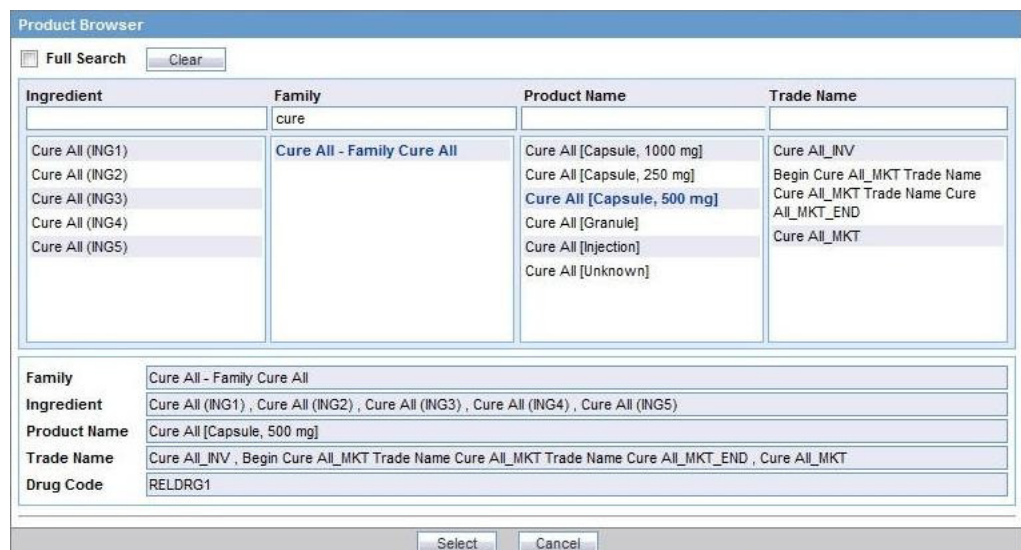 Product Browser
Full Search Clear
Ingredient Family Product Name Trade Name
cure
Cure All (ING1)
Cure All (ING2)
Cure All (ING3)
Cure All (ING4)
Cure All (ING5)
Cure All - Family Cure All
Cure All [Capsule, 1000 mg]
Cure All [Capsule, 250 mg]
Cure All [Capsule, 500 mg]
Cure All [Granule]
Cure All [Injection]
Cure All [Unknown]
Cure All_INV
Begin Cure All_MKT Trade Name
Cure All_MKT Trade Name Cure
All_MKT_END
Cure All_MKT
Family Cure All - Family Cure All
Ingredient Cure All (ING1) , Cure All (ING2) , Cure All (ING3) , Cure All (ING4) , Cure All (ING5)
Product Name Cure All [Capsule, 500 mg]
Trade Name Cure All_INV , Begin Cure All_MKT Trade Name Cure All_MKT Trade Name Cure All_MKT_END , Cure All_MKT
Drug Code RELDRG1
Select Cancel